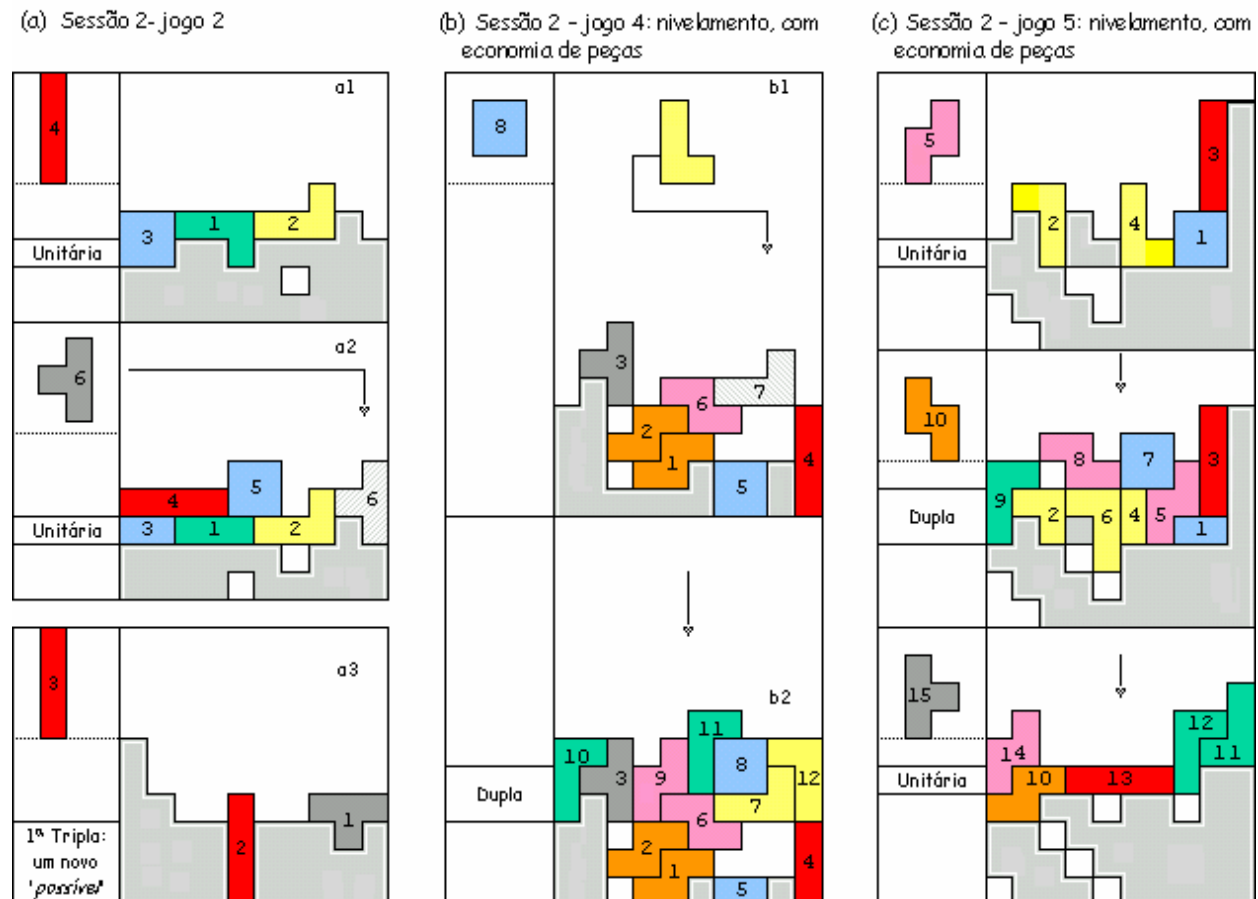 (a) Sessão 2- jogo 2
a1
4
3
1
2
Unitária
a2
6
5
4
6
3
1
2
Unitária
a3
3
1
2
1ª Tripla:
um novo
'possível'
(b) Sessão 2 - jogo 4: nivelamento, com
economia de peças
b1
8
3
7
6
2
1
4
5
b2
11
10
3
9
8
12
7
6
2
1
4
5
Dupla
(c) Sessão 2 - jogo 5: nivelamento, com
economia de peças
5
3
2
4
1
Unitária
10
8
7
3
9
2
6
4
5
1
Dupla
15
12
14
11
10
13
Unitária